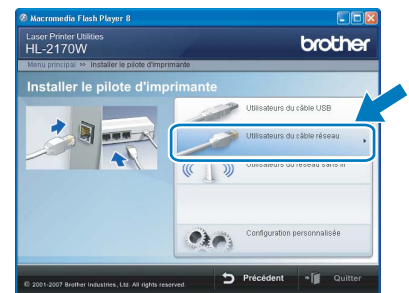 Macromedia Flash Player 8
Laser Printer Utilities
HL-2170W
brother
Menu principal >> Installer le pilote d'imprimante
Installer le pilote d'imprimante
Utilisateurs du câble USB
Utilisateurs du câble réseau
Utilisateurs du réseau sans fil
Configuration personnalisée
© 2001-2007 Brother Industries, Ltd. All rights reserved.
Précédent
Quitter